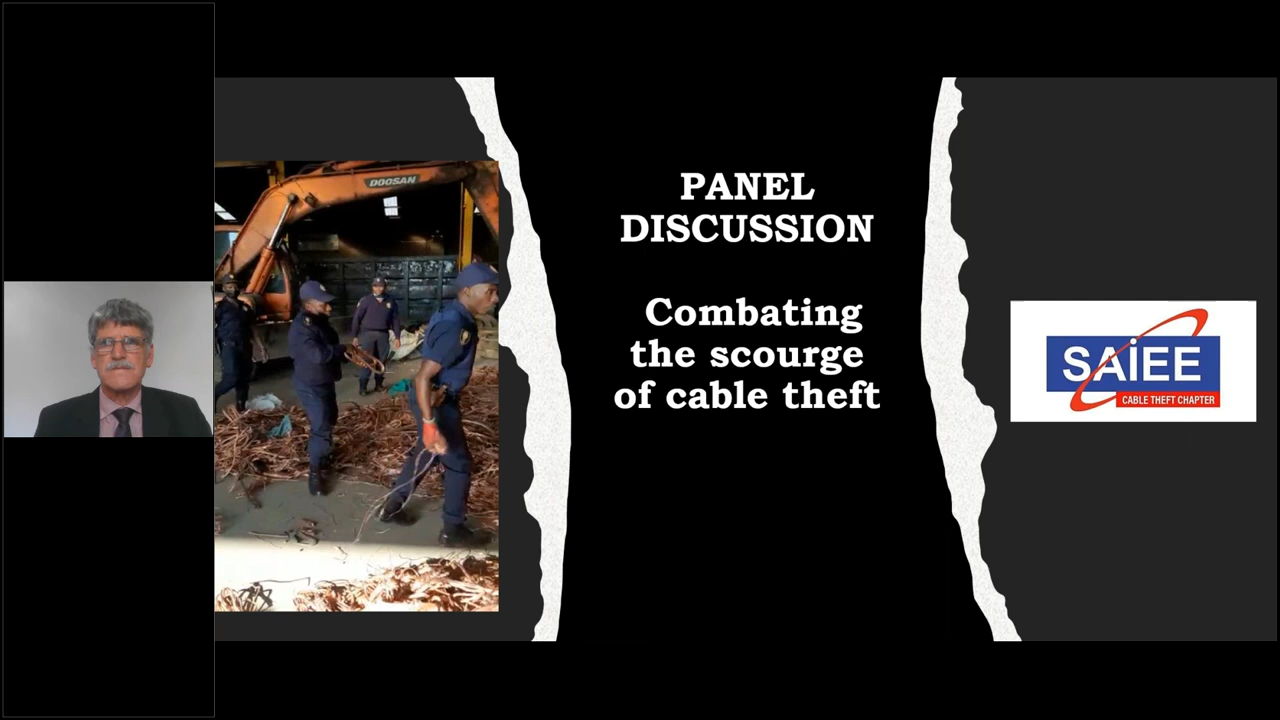 DOOSAN
PANEL
DISCUSSION
Combating
the scourge
of cable theft
SAiEE
CABLE THEFT CHAPTER